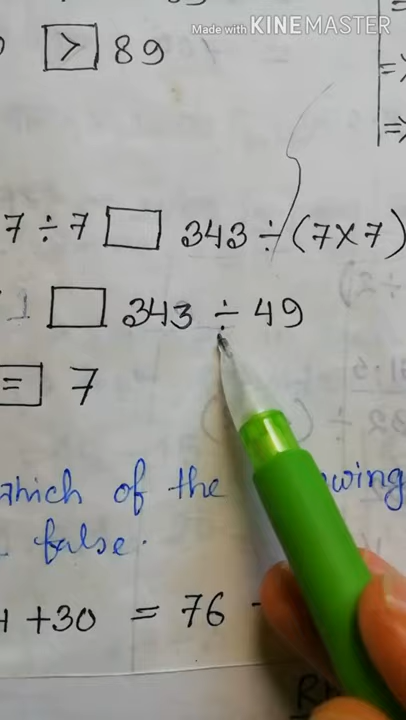 Made with KINEMASTER
> 89
7 ÷ 7 □ 343 ÷ (7×7)
□ 343 ÷ 49
= 7
which of the
false.
+30 = 76 -